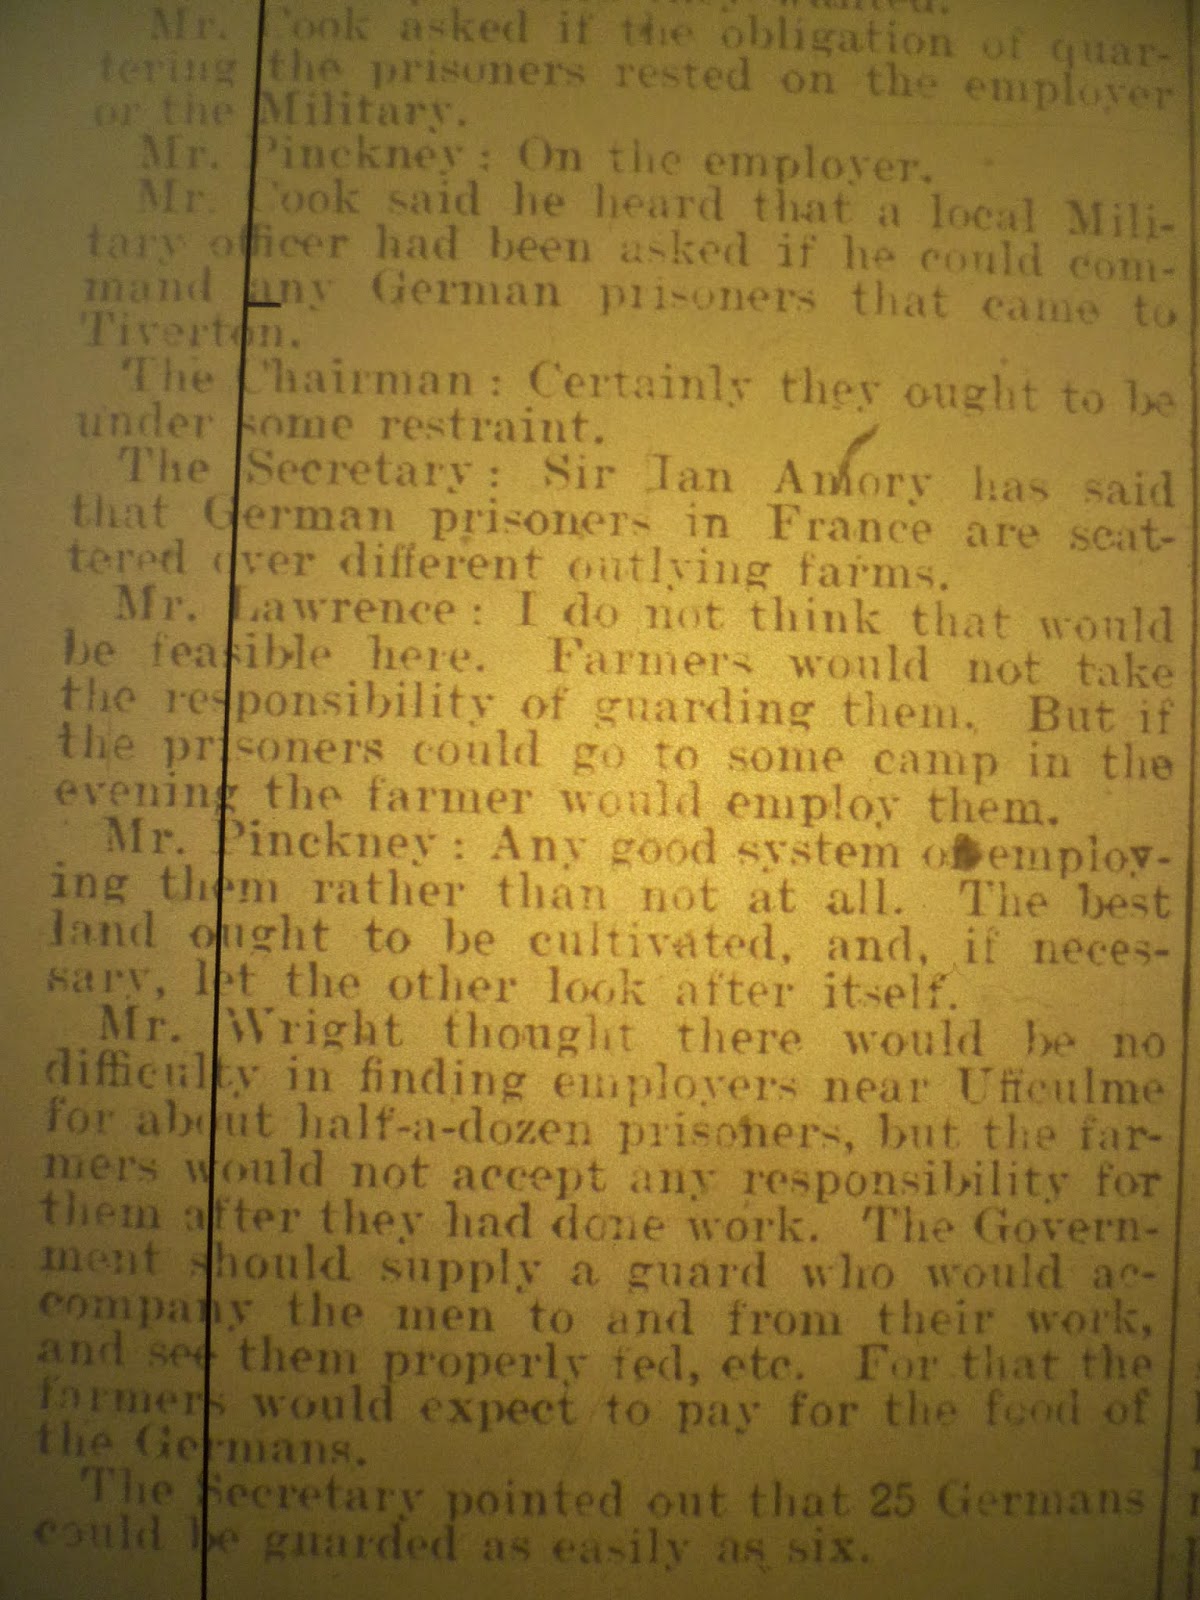 wanted.
Mr. Cook asked if the obligation of quar-
tering the prisoners rested on the employer
or the Military.
Mr. Pinckney: On the employer.
Mr. Cook said he heard that a local Mili-
tary officer had been asked if he could com-
mand any German prisoners that came to
Tiverton.
The Chairman: Certainly they ought to be
under some restraint.
The Secretary: Sir Ian Amory has said
that German prisoners in France are scat-
tered over different outlying farms.
Mr. Lawrence: I do not think that would
be feasible here. Farmers would not take
the responsibility of guarding them. But if
the prisoners could go to some camp in the
evening the farmer would employ them.
Mr. Pinckney: Any good system of employ-
ing them rather than not at all. The best
land ought to be cultivated, and, if neces-
sary, let the other look after itself.
Mr. Wright thought there would be no
difficulty in finding employers near Uffculme
for about half-a-dozen prisoners, but the far-
mers would not accept any responsibility for
them after they had done work. The Govern-
ment should supply a guard who would ac-
company the men to and from their work,
and see them properly fed, etc. For that the
farmers would expect to pay for the food of
the Germans.
The Secretary pointed out that 25 Germans
could be guarded as easily as six.